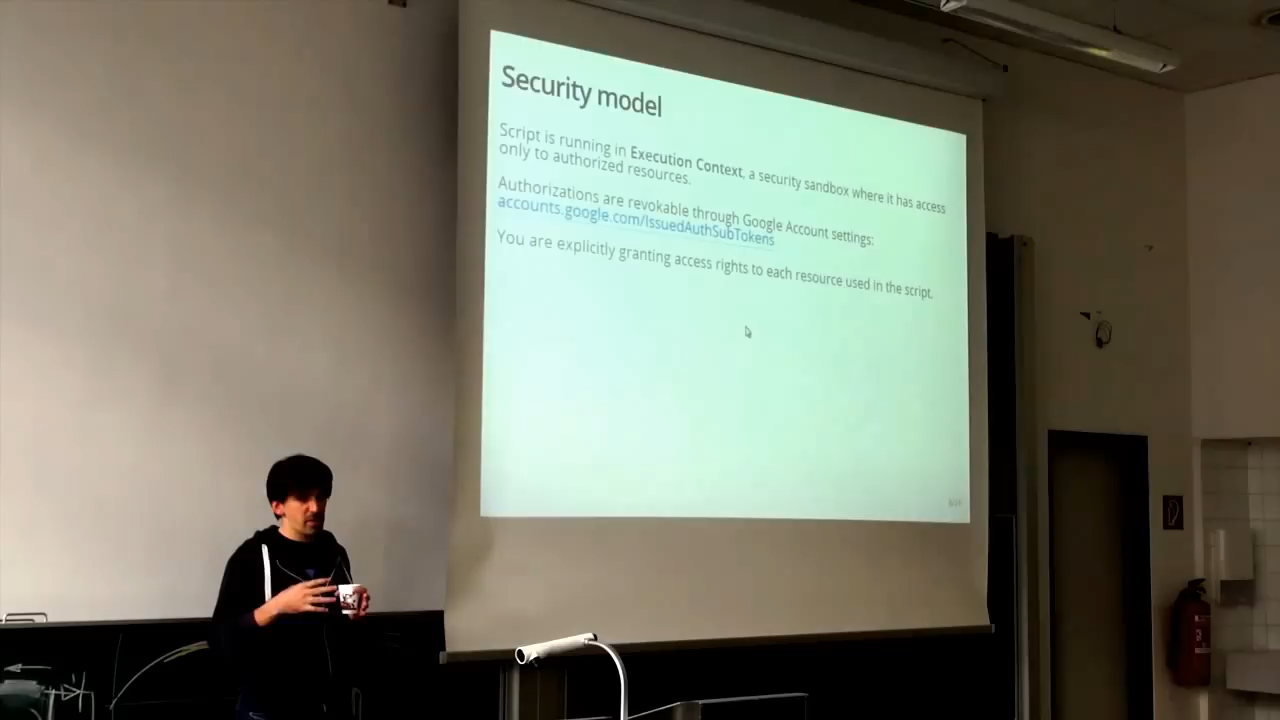 Security model
Script is running in Execution Context, a security sandbox where it has access
only to authorized resources.
Authorizations are revokable through Google Account settings:
accounts.google.com/IssuedAuthSubTokens
You are explicitly granting access rights to each resource used in the script.